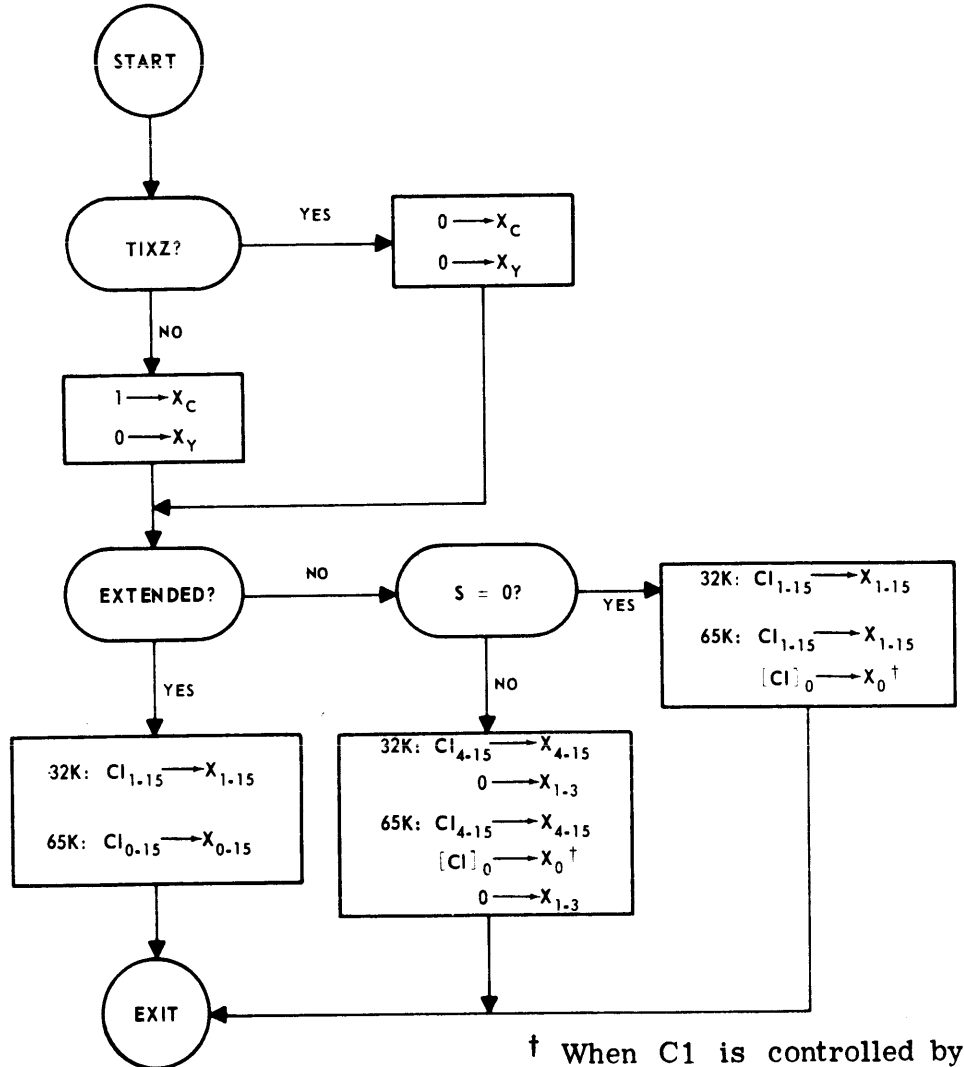 START
TIXZ?
YES
0 → X_C
0 → X_Y
NO
1 → X_C
0 → X_Y
EXTENDED?
NO
S = 0?
YES
32K: CI_1-15 → X_1-15
65K: CI_1-15 → X_1-15
[CI]_0 → X_0 †
YES
32K: CI_1-15 → X_1-15
65K: CI_0-15 → X_0-15
NO
32K: CI_4-15 → X_4-15
0 → X_1-3
65K: CI_4-15 → X_4-15
[CI]_0 → X_0 †
0 → X_1-3
EXIT
† When C1 is controlled by